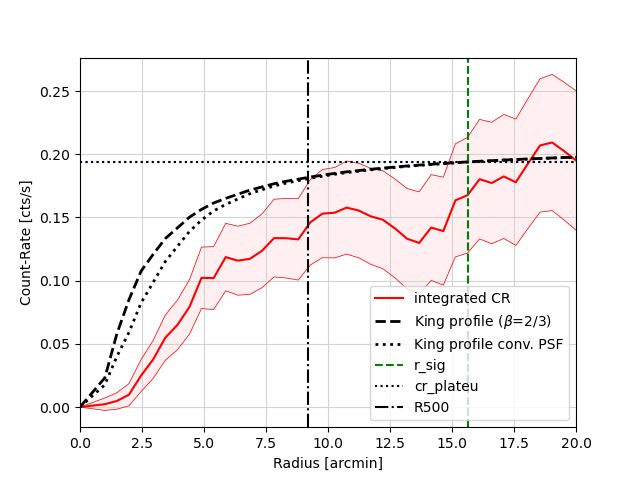 0.25
0.20
0.15
0.10
0.05
0.00
Count-Rate [cts/s]
integrated CR
King profile (β=2/3)
King profile conv. PSF
r_sig
cr_plateu
R500
0.0 2.5 5.0 7.5 10.0 12.5 15.0 17.5 20.0
Radius [arcmin]